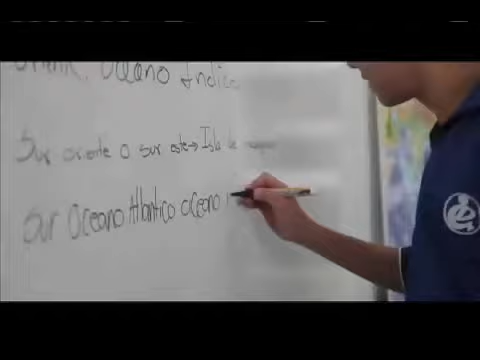 Oceano Indico
Sur oriente o sur este → Isla de
Sur Oceano Atlantico oceano